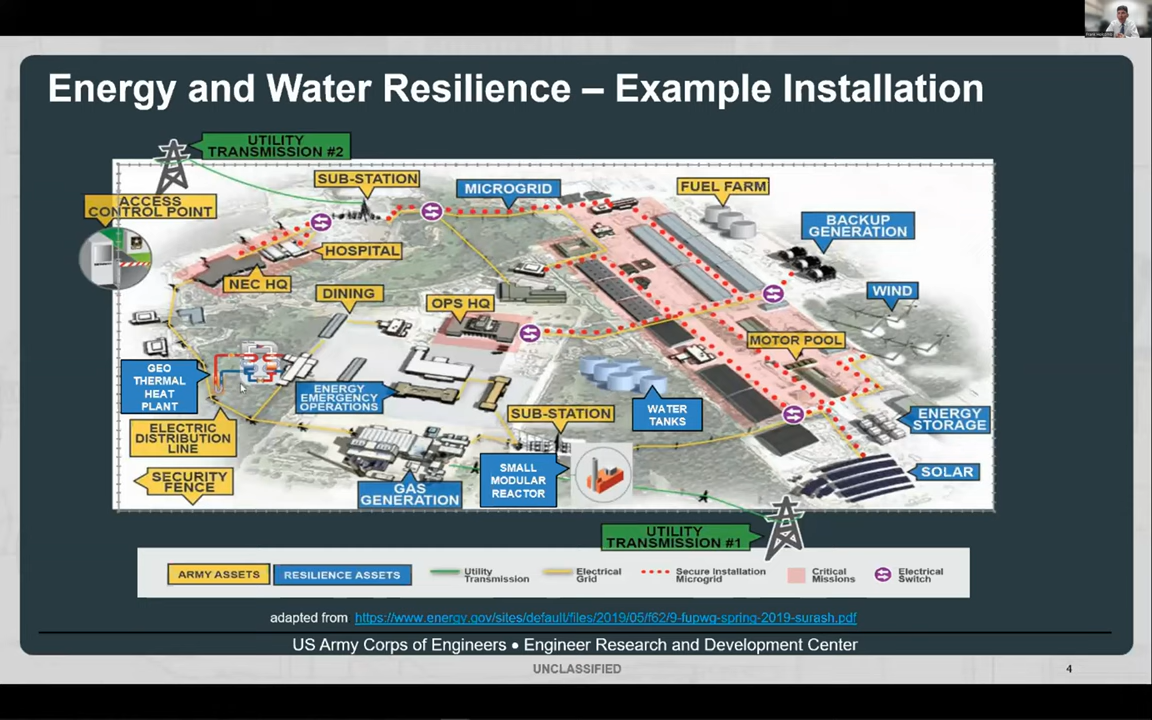 Energy and Water Resilience – Example Installation
UTILITY
TRANSMISSION #2
SUB-STATION
MICROGRID
FUEL FARM
ACCESS
CONTROL POINT
BACKUP
GENERATION
HOSPITAL
NEC HQ
DINING
OPS HQ
WIND
MOTOR POOL
GEO
THERMAL
HEAT
PLANT
ENERGY
EMERGENCY
OPERATIONS
SUB-STATION
WATER
TANKS
ENERGY
STORAGE
ELECTRIC
DISTRIBUTION
LINE
SECURITY
FENCE
GAS
GENERATION
SMALL
MODULAR
REACTOR
SOLAR
UTILITY
TRANSMISSION #1
ARMY ASSETS
RESILIENCE ASSETS
Utility
Transmission
Electrical
Grid
Secure Installation
Microgrid
Critical
Missions
Electrical
Switch
adapted from https://www.energy.gov/sites/default/files/2019/05/f62/9-fupwg-spring-2019-surash.pdf
US Army Corps of Engineers • Engineer Research and Development Center
UNCLASSIFIED
4